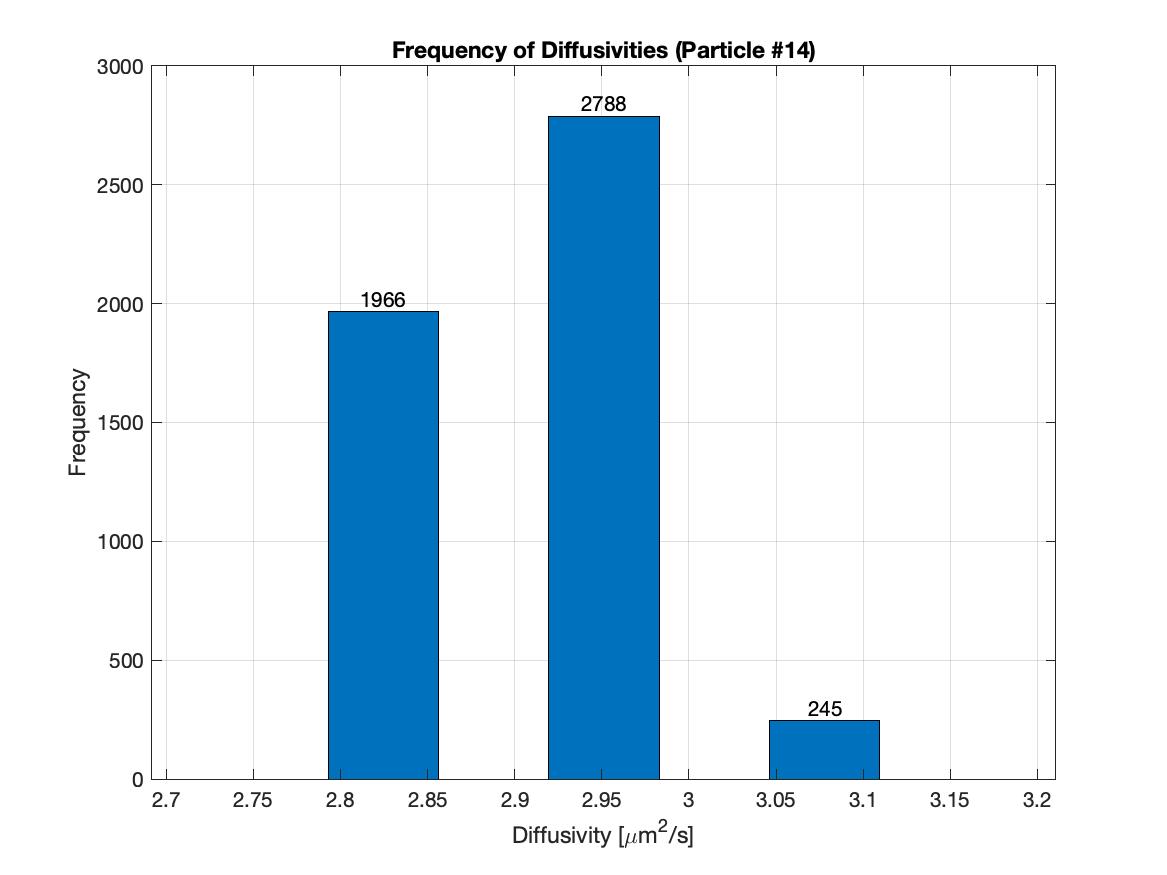 Frequency of Diffusivities (Particle #14)
3000
2788
2500
1966
2000
Frequency
1500
1000
500
245
0
2.7 2.75 2.8 2.85 2.9 2.95 3 3.05 3.1 3.15 3.2
Diffusivity [μm²/s]